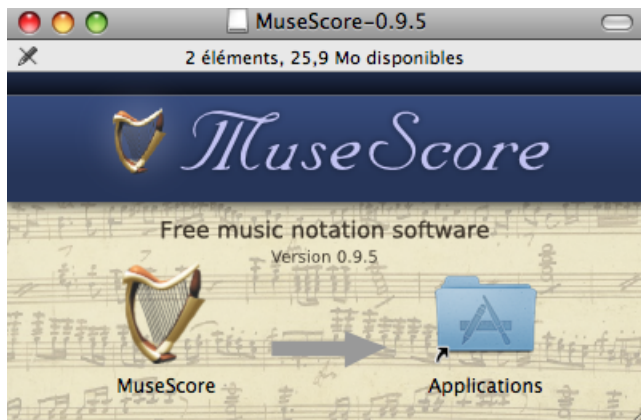 MuseScore-0.9.5
2 éléments, 25,9 Mo disponibles
MuseScore
Free music notation software
Version 0.9.5
MuseScore
Applications